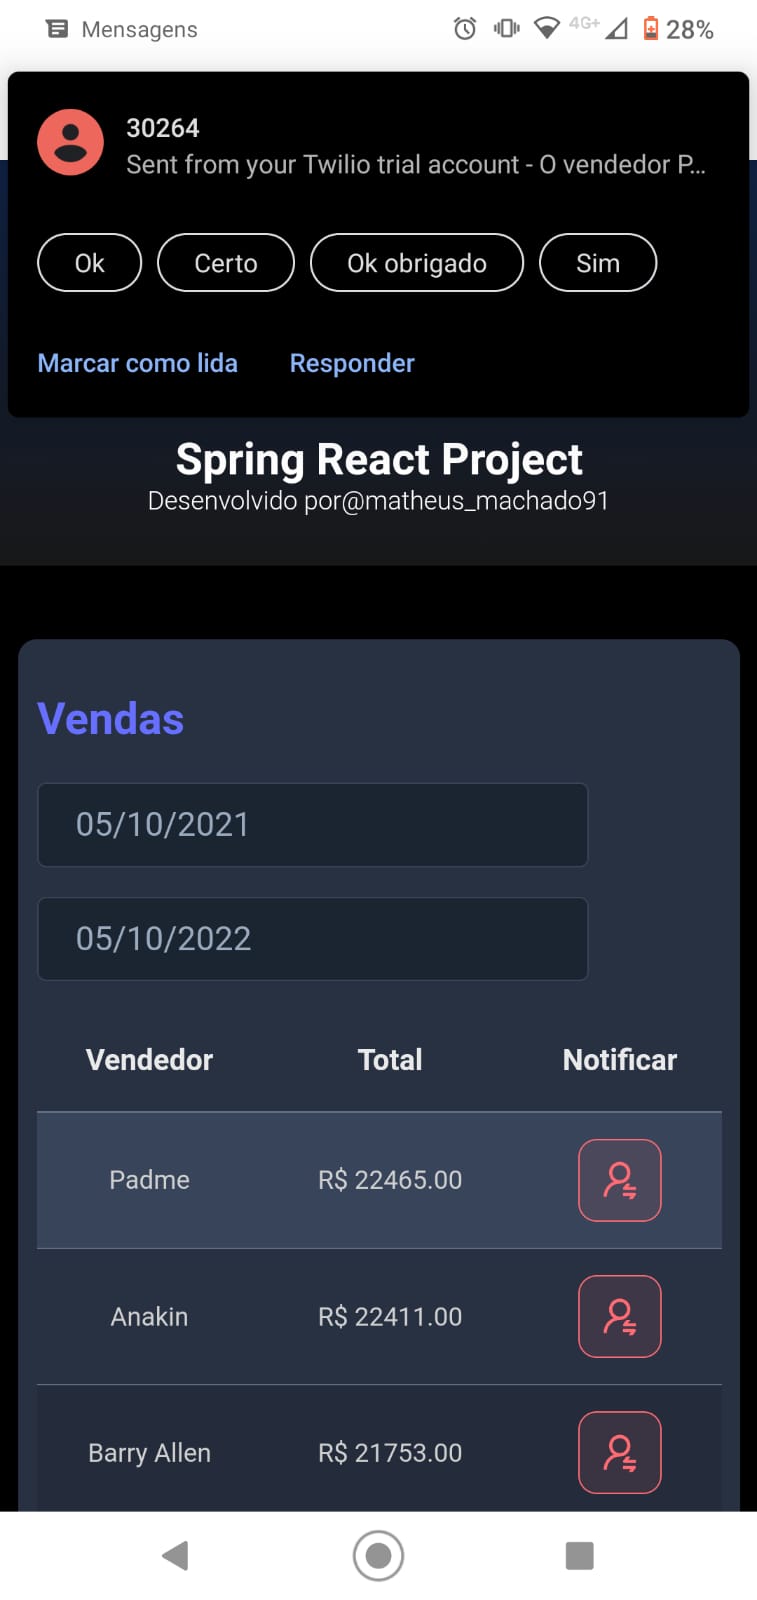 Mensagens 4G+ 28%
30264
Sent from your Twilio trial account - O vendedor P...
Ok Certo Ok obrigado Sim
Marcar como lida Responder
Spring React Project
Desenvolvido por@matheus_machado91
Vendas
05/10/2021
05/10/2022
Vendedor Total Notificar
Padme R$ 22465.00
Anakin R$ 22411.00
Barry Allen R$ 21753.00